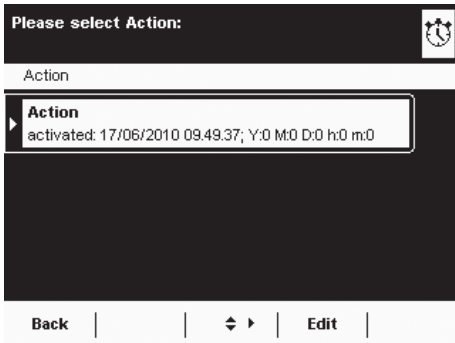 Please select Action:
Action
Action
activated: 17/06/2010 09.49.37; Y:0 M:0 D:0 h:0 m:0
Back Edit